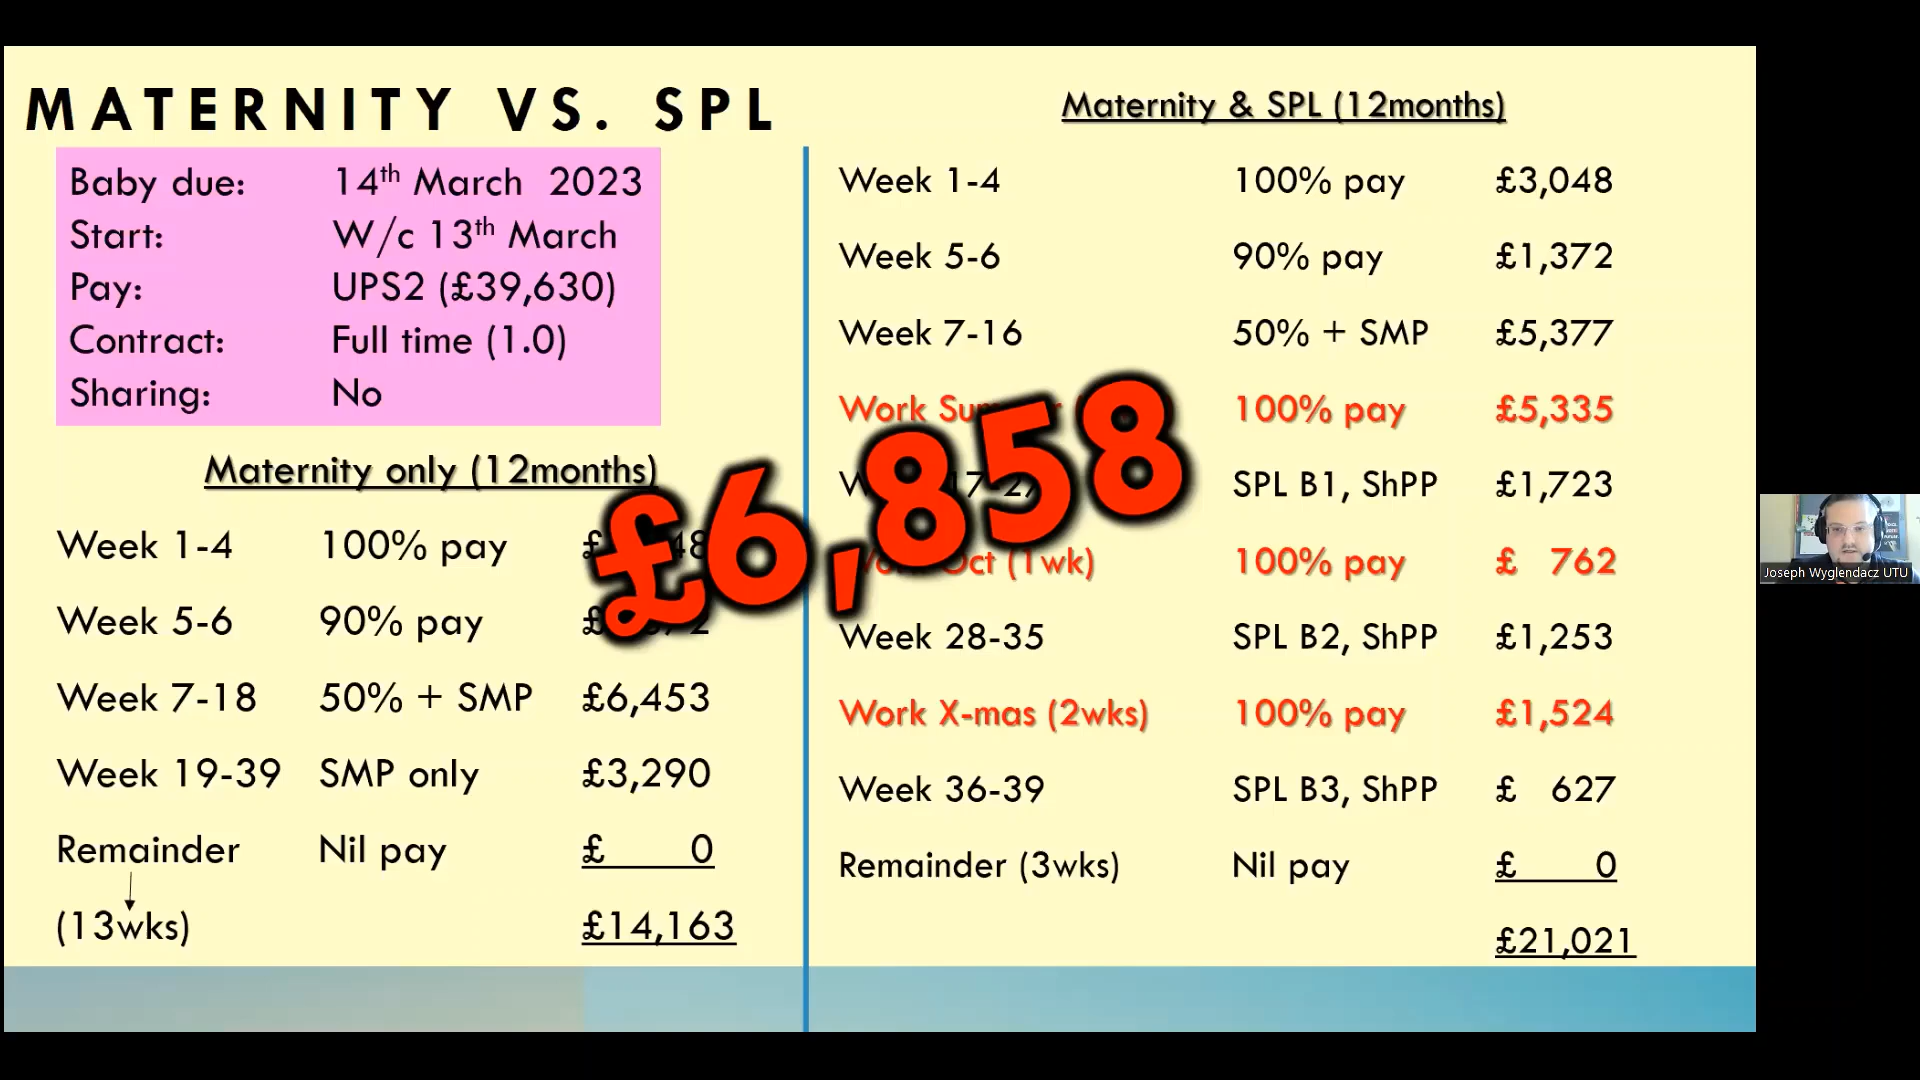 MATERNITY VS. SPL
Baby due: 14th March 2023
Start: W/c 13th March
Pay: UPS2 (£39,630)
Contract: Full time (1.0)
Sharing: No
Maternity only (12months)
Week 1-4 100% pay
Week 5-6 90% pay
Week 7-18 50% + SMP £6,453
Week 19-39 SMP only £3,290
Remainder Nil pay £ 0
(13wks) £14,163
£6,858
Maternity & SPL (12months)
Week 1-4 100% pay £3,048
Week 5-6 90% pay £1,372
Week 7-16 50% + SMP £5,377
Work 100% pay £5,335
SPL B1, ShPP £1,723
Oct (1wk) 100% pay £ 762
Week 28-35 SPL B2, ShPP £1,253
Work X-mas (2wks) 100% pay £1,524
Week 36-39 SPL B3, ShPP £ 627
Remainder (3wks) Nil pay £ 0
£21,021
Joseph Wyglendacz UTU